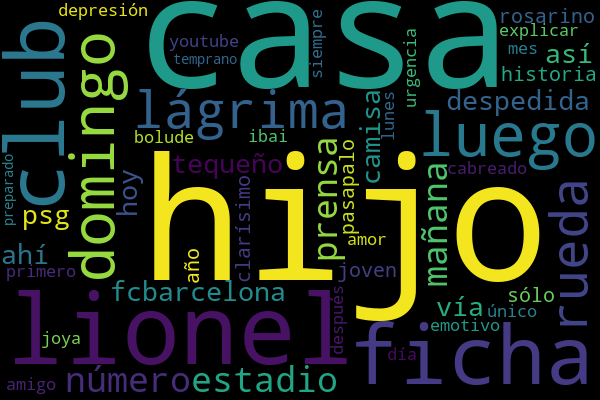 depresión
casa
siempre
rosarino
club
domingo
youtube
temprano
explicar
mes
así
urgencia
historia
lágrima
camisa
lunes
despedida
bolude
ibai
luego
preparado
hoy
tequeño
prensa
pasapalo
cabreado
hijo
psg
clarísimo
mañana
rueda
ahí
año
amor
primero
joven
vía
sólo
fcbarcelona
único
lionel
después
emotivo
joya
día
ficha
amigo
número
estadio